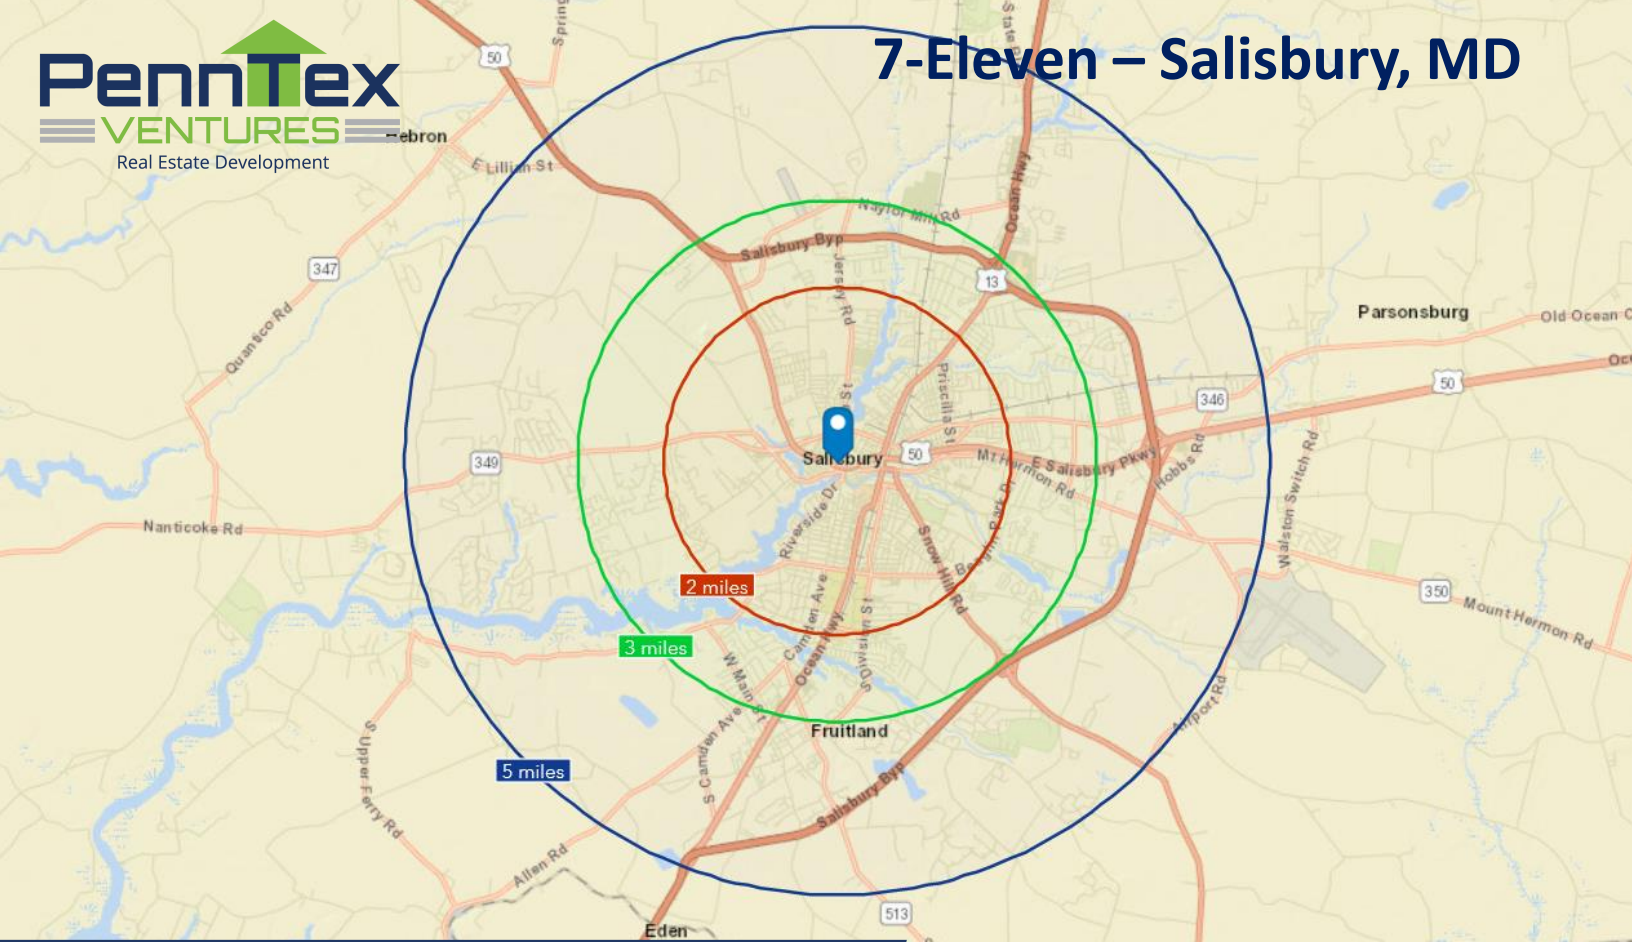 PennTex
VENTURES
Real Estate Development
7-Eleven – Salisbury, MD
50
ebron
E Lillian St
Naylor Mill Rd
Ocean Hwy
Salisbury Byp
Jersey Rd
13
347
Quantico Rd
Parsonsburg
Old Ocean
50
346
Priscilla St
349
Salisbury
50
Mt Hermon Rd
E Salisbury Pkwy
Hobbs Rd
Walston Switch Rd
Nanticoke Rd
Riverside Dr
Snow Hill Rd
Park
2 miles
350
Mount Hermon Rd
Camden Ave
Ocean Hwy
S Division St
3 miles
W Main St
Airport Rd
Fruitland
S Upper Ferry Rd
S Camden Ave
5 miles
Salisbury Byp
Allen Rd
513
Eden